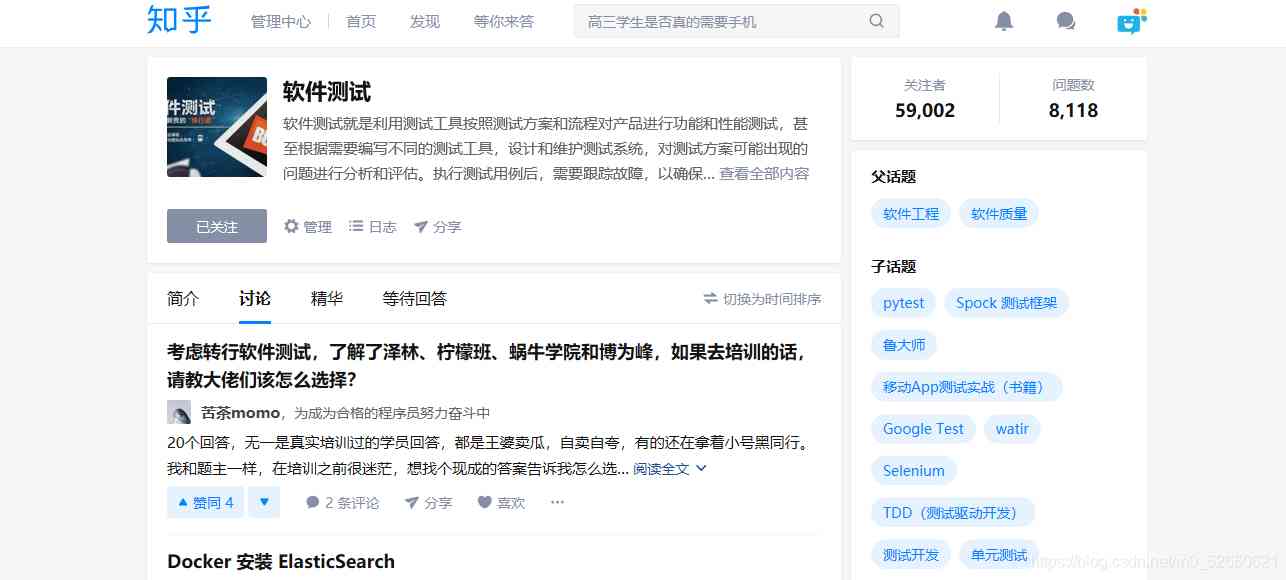 知乎 管理中心 首页 发现 等你来答 高三学生是否真的需要手机
件测试
软件测试
软件测试就是利用测试工具按照测试方案和流程对产品进行功能和性能测试，甚
至根据需要编写不同的测试工具，设计和维护测试系统，对测试方案可能出现的
问题进行分析和评估。执行测试用例后，需要跟踪故障，以确保... 查看全部内容
已关注 管理 日志 分享
简介 讨论 精华 等待回答 切换为时间排序
考虑转行软件测试，了解了泽林、柠檬班、蜗牛学院和博为峰，如果去培训的话，
请教大佬们该怎么选择？
苦茶momo，为成为合格的程序员努力奋斗中
20个回答，无一是真实培训过的学员回答，都是王婆卖瓜，自卖自夸，有的还在拿着小号黑同行。
我和题主一样，在培训之前很迷茫，想找个现成的答案告诉我怎么选... 阅读全文
赞同 4 2 条评论 分享 喜欢 ···
Docker 安装 ElasticSearch
关注者 问题数
59,002 8,118
父话题
软件工程 软件质量
子话题
pytest Spock 测试框架
鲁大师
移动App测试实战（书籍）
Google Test watir
Selenium
TDD（测试驱动开发）
测试开发 单元测试